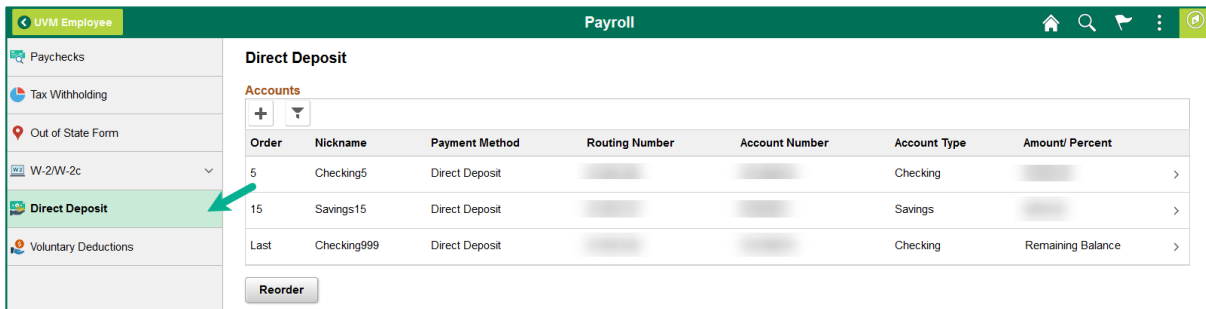 UVM Employee
Payroll
Paychecks
Tax Withholding
Out of State Form
W-2 W-2/W-2c
Direct Deposit
Voluntary Deductions
Direct Deposit
Accounts
Order Nickname Payment Method Routing Number Account Number Account Type Amount/ Percent
5 Checking5 Direct Deposit Checking
15 Savings15 Direct Deposit Savings
Last Checking999 Direct Deposit Checking Remaining Balance
Reorder